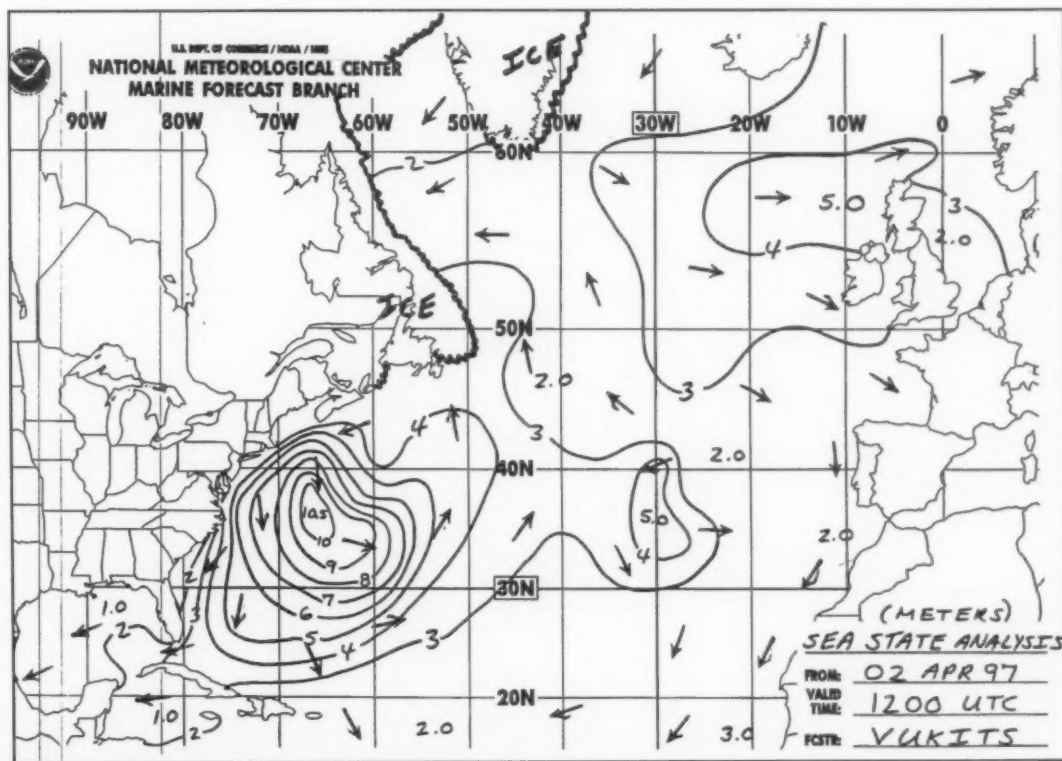 U.S. DEPT. OF COMMERCE / NOAA / NWS
NATIONAL METEOROLOGICAL CENTER
MARINE FORECAST BRANCH
ICE
90W 80W 70W 60W 50W 40W 30W 20W 10W 0
60N
2
5.0
3
4
2.0
ICE
50N
2.0
3
4
3
40N
2.0
10.5
10
5.0
2.0
9
4
8
2
30N
7
1.0
3
6
2
5
3
4
(METERS)
SEA STATE ANALYSIS
FROM: 02 APR 97
20N
VALID
TIME: 1200 UTC
1.0
2
2.0
3.0
FCSTR: VUKITS